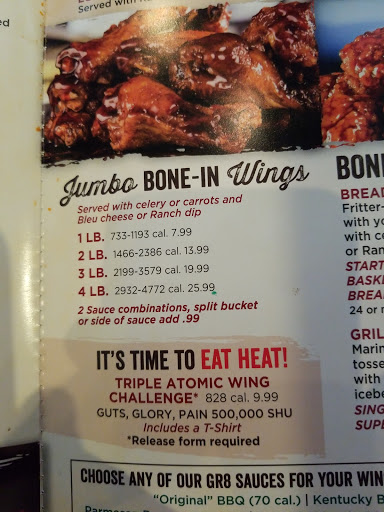 Served with
Jumbo BONE-IN Wings
Served with celery or carrots and
Bleu cheese or Ranch dip
1 LB. 733-1193 cal. 7.99
2 LB. 1466-2386 cal. 13.99
3 LB. 2199-3579 cal. 19.99
4 LB. 2932-4772 cal. 25.99
2 Sauce combinations, split bucket
or side of sauce add .99
IT'S TIME TO EAT HEAT!
TRIPLE ATOMIC WING
CHALLENGE* 828 cal. 9.99
GUTS, GLORY, PAIN 500,000 SHU
Includes a T-Shirt
*Release form required
CHOOSE ANY OF OUR GR8 SAUCES FOR YOUR WIN
"Original" BBQ (70 cal.) | Kentucky B
BON
BREAD
Fritter-
with yo
with ce
or Ran
START
BASKE
BREA
24 or m
GRIL
Marin
tosse
with
icebe
SING
SUPE